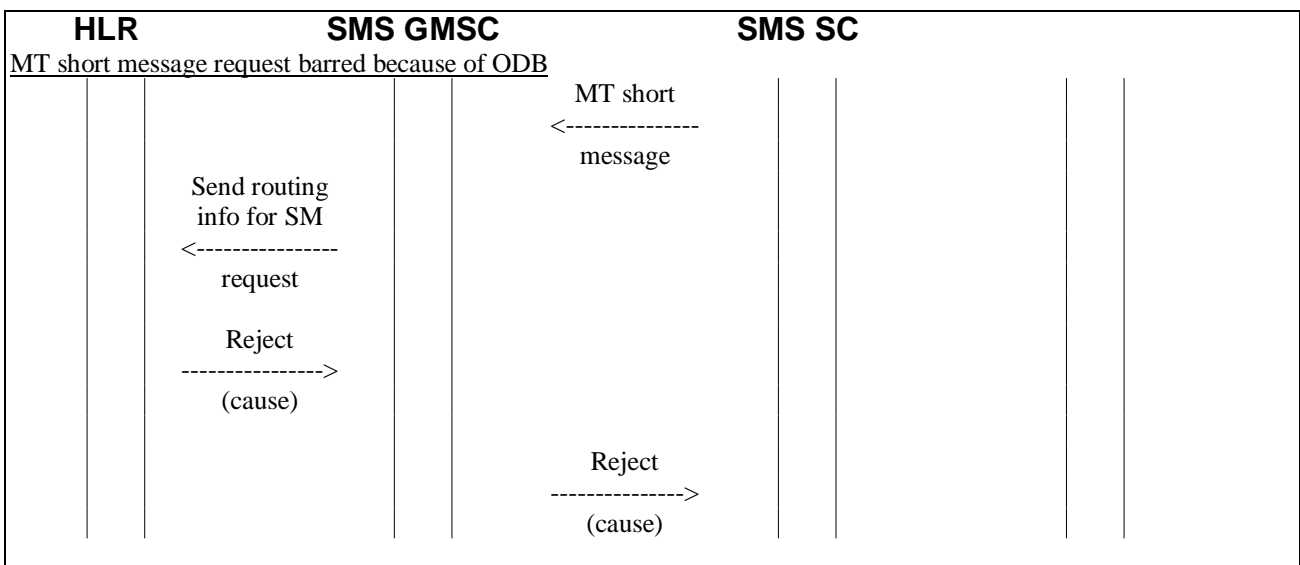 HLR SMS GMSC SMS SC
MT short message request barred because of ODB
MT short
<---------------
message
Send routing
info for SM
<----------------
request
Reject
---------------->
(cause)
Reject
--------------->
(cause)